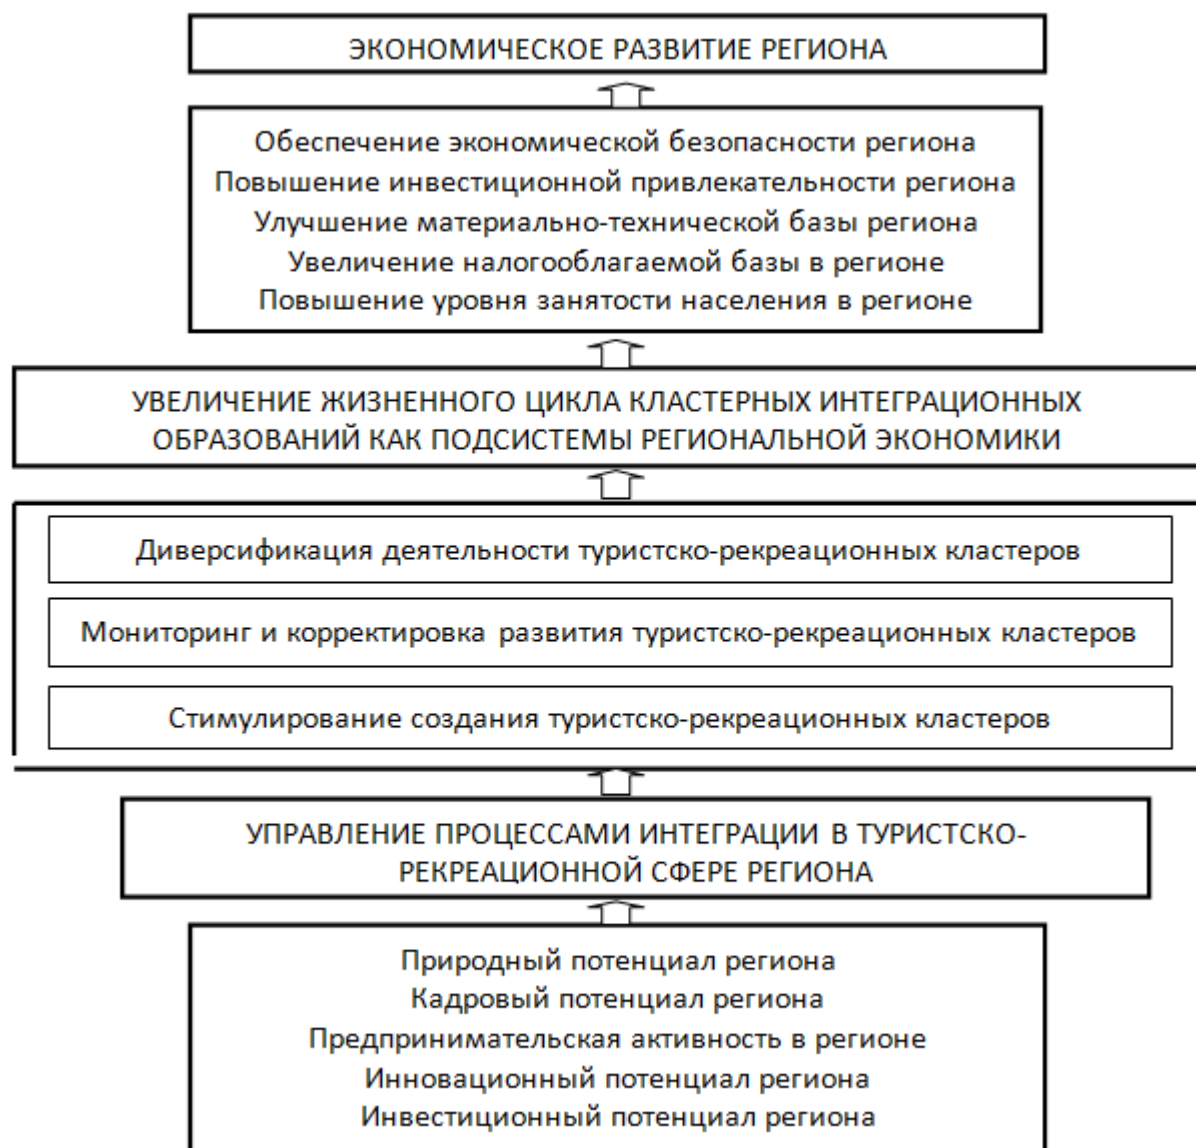 ЭКОНОМИЧЕСКОЕ РАЗВИТИЕ РЕГИОНА
Обеспечение экономической безопасности региона
Повышение инвестиционной привлекательности региона
Улучшение материально-технической базы региона
Увеличение налогооблагаемой базы в регионе
Повышение уровня занятости населения в регионе
УВЕЛИЧЕНИЕ ЖИЗНЕННОГО ЦИКЛА КЛАСТЕРНЫХ ИНТЕГРАЦИОННЫХ
ОБРАЗОВАНИЙ КАК ПОДСИСТЕМЫ РЕГИОНАЛЬНОЙ ЭКОНОМИКИ
Диверсификация деятельности туристско-рекреационных кластеров
Мониторинг и корректировка развития туристско-рекреационных кластеров
Стимулирование создания туристско-рекреационных кластеров
УПРАВЛЕНИЕ ПРОЦЕССАМИ ИНТЕГРАЦИИ В ТУРИСТСКО-
РЕКРЕАЦИОННОЙ СФЕРЕ РЕГИОНА
Природный потенциал региона
Кадровый потенциал региона
Предпринимательская активность в регионе
Инновационный потенциал региона
Инвестиционный потенциал региона